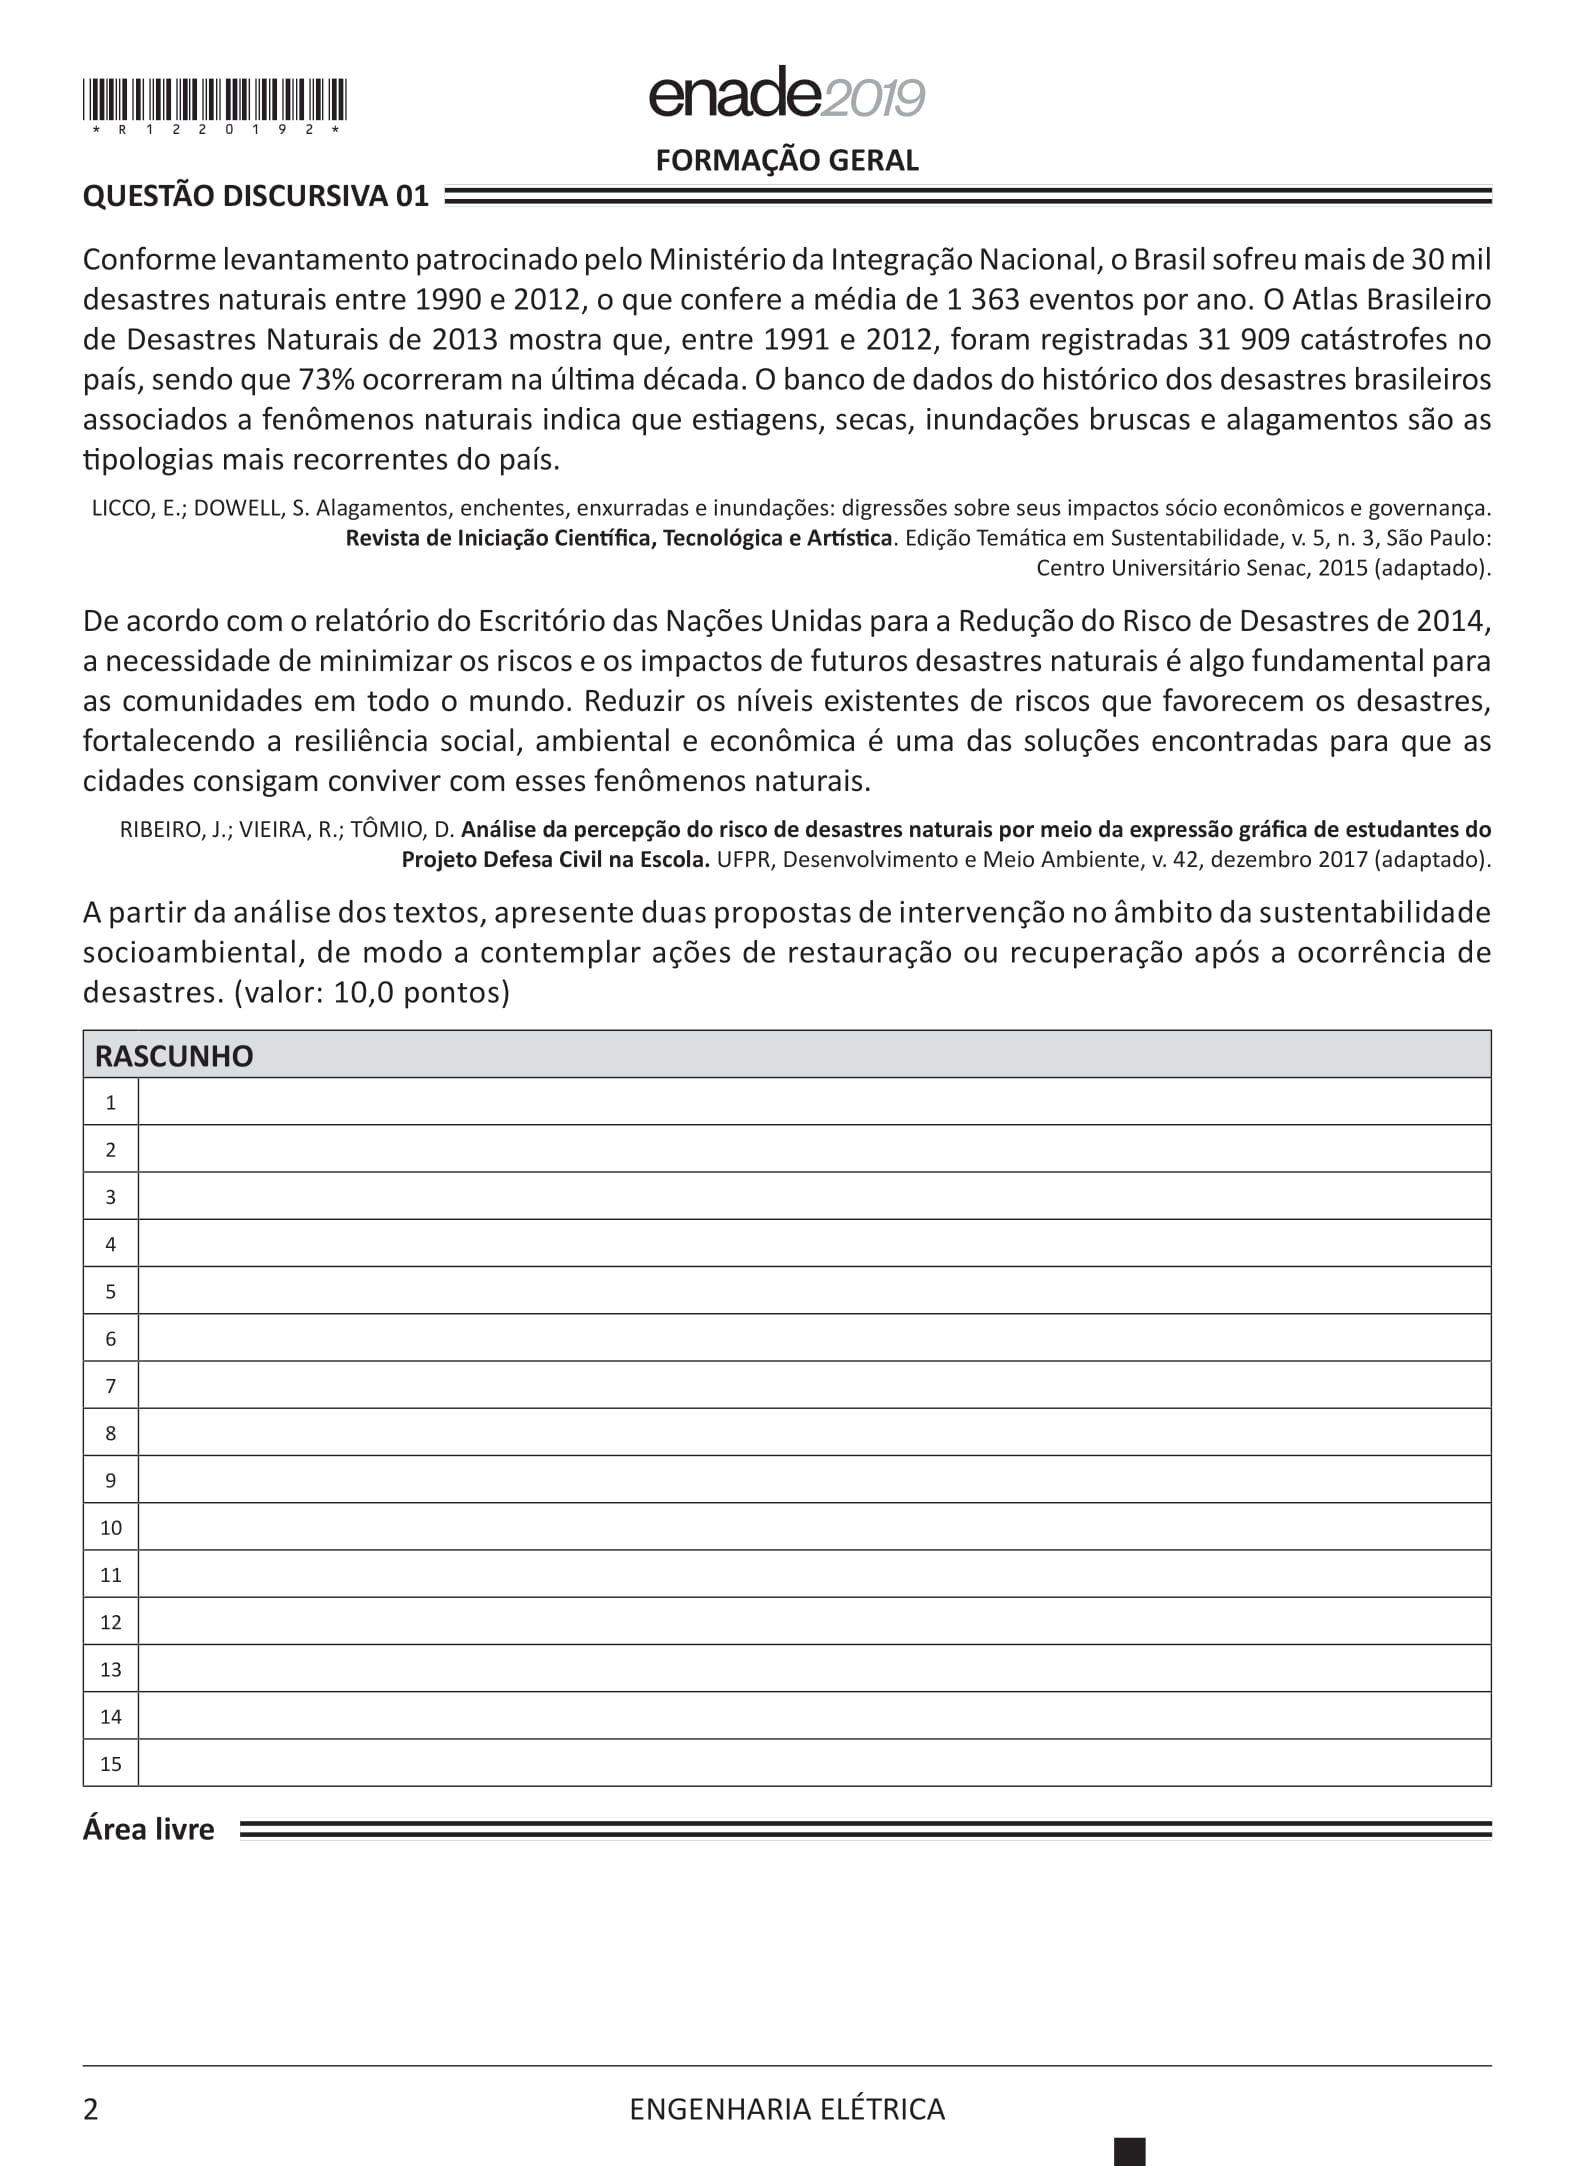 *R1220192*
enade2019
FORMAÇÃO GERAL
QUESTÃO DISCURSIVA 01
Conforme levantamento patrocinado pelo Ministério da Integração Nacional, o Brasil sofreu mais de 30 mil
desastres naturais entre 1990 e 2012, o que confere a média de 1 363 eventos por ano. O Atlas Brasileiro
de Desastres Naturais de 2013 mostra que, entre 1991 e 2012, foram registradas 31 909 catástrofes no
país, sendo que 73% ocorreram na última década. O banco de dados do histórico dos desastres brasileiros
associados a fenômenos naturais indica que estiagens, secas, inundações bruscas e alagamentos são as
tipologias mais recorrentes do país.
LICCO, E.; DOWELL, S. Alagamentos, enchentes, enxurradas e inundações: digressões sobre seus impactos sócio econômicos e governança.
Revista de Iniciação Científica, Tecnológica e Artística. Edição Temática em Sustentabilidade, v. 5, n. 3, São Paulo:
Centro Universitário Senac, 2015 (adaptado).
De acordo com o relatório do Escritório das Nações Unidas para a Redução do Risco de Desastres de 2014,
a necessidade de minimizar os riscos e os impactos de futuros desastres naturais é algo fundamental para
as comunidades em todo o mundo. Reduzir os níveis existentes de riscos que favorecem os desastres,
fortalecendo a resiliência social, ambiental e econômica é uma das soluções encontradas para que as
cidades consigam conviver com esses fenômenos naturais.
RIBEIRO, J.; VIEIRA, R.; TÔMIO, D. Análise da percepção do risco de desastres naturais por meio da expressão gráfica de estudantes do
Projeto Defesa Civil na Escola. UFPR, Desenvolvimento e Meio Ambiente, v. 42, dezembro 2017 (adaptado).
A partir da análise dos textos, apresente duas propostas de intervenção no âmbito da sustentabilidade
socioambiental, de modo a contemplar ações de restauração ou recuperação após a ocorrência de
desastres. (valor: 10,0 pontos)
RASCUNHO
1
2
3
4
5
6
7
8
9
10
11
12
13
14
15
Área livre
2 ENGENHARIA ELÉTRICA